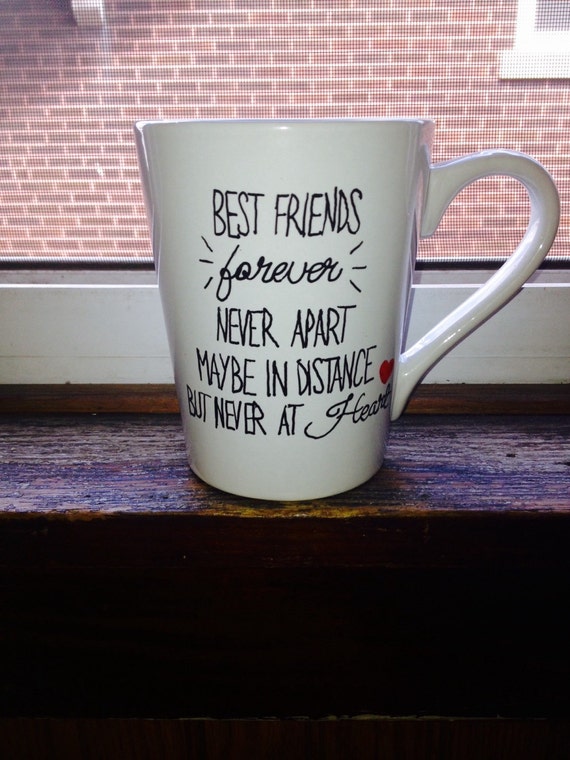 BEST FRIENDS
forever
NEVER APART
MAYBE IN DISTANCE
BUT NEVER AT Heart